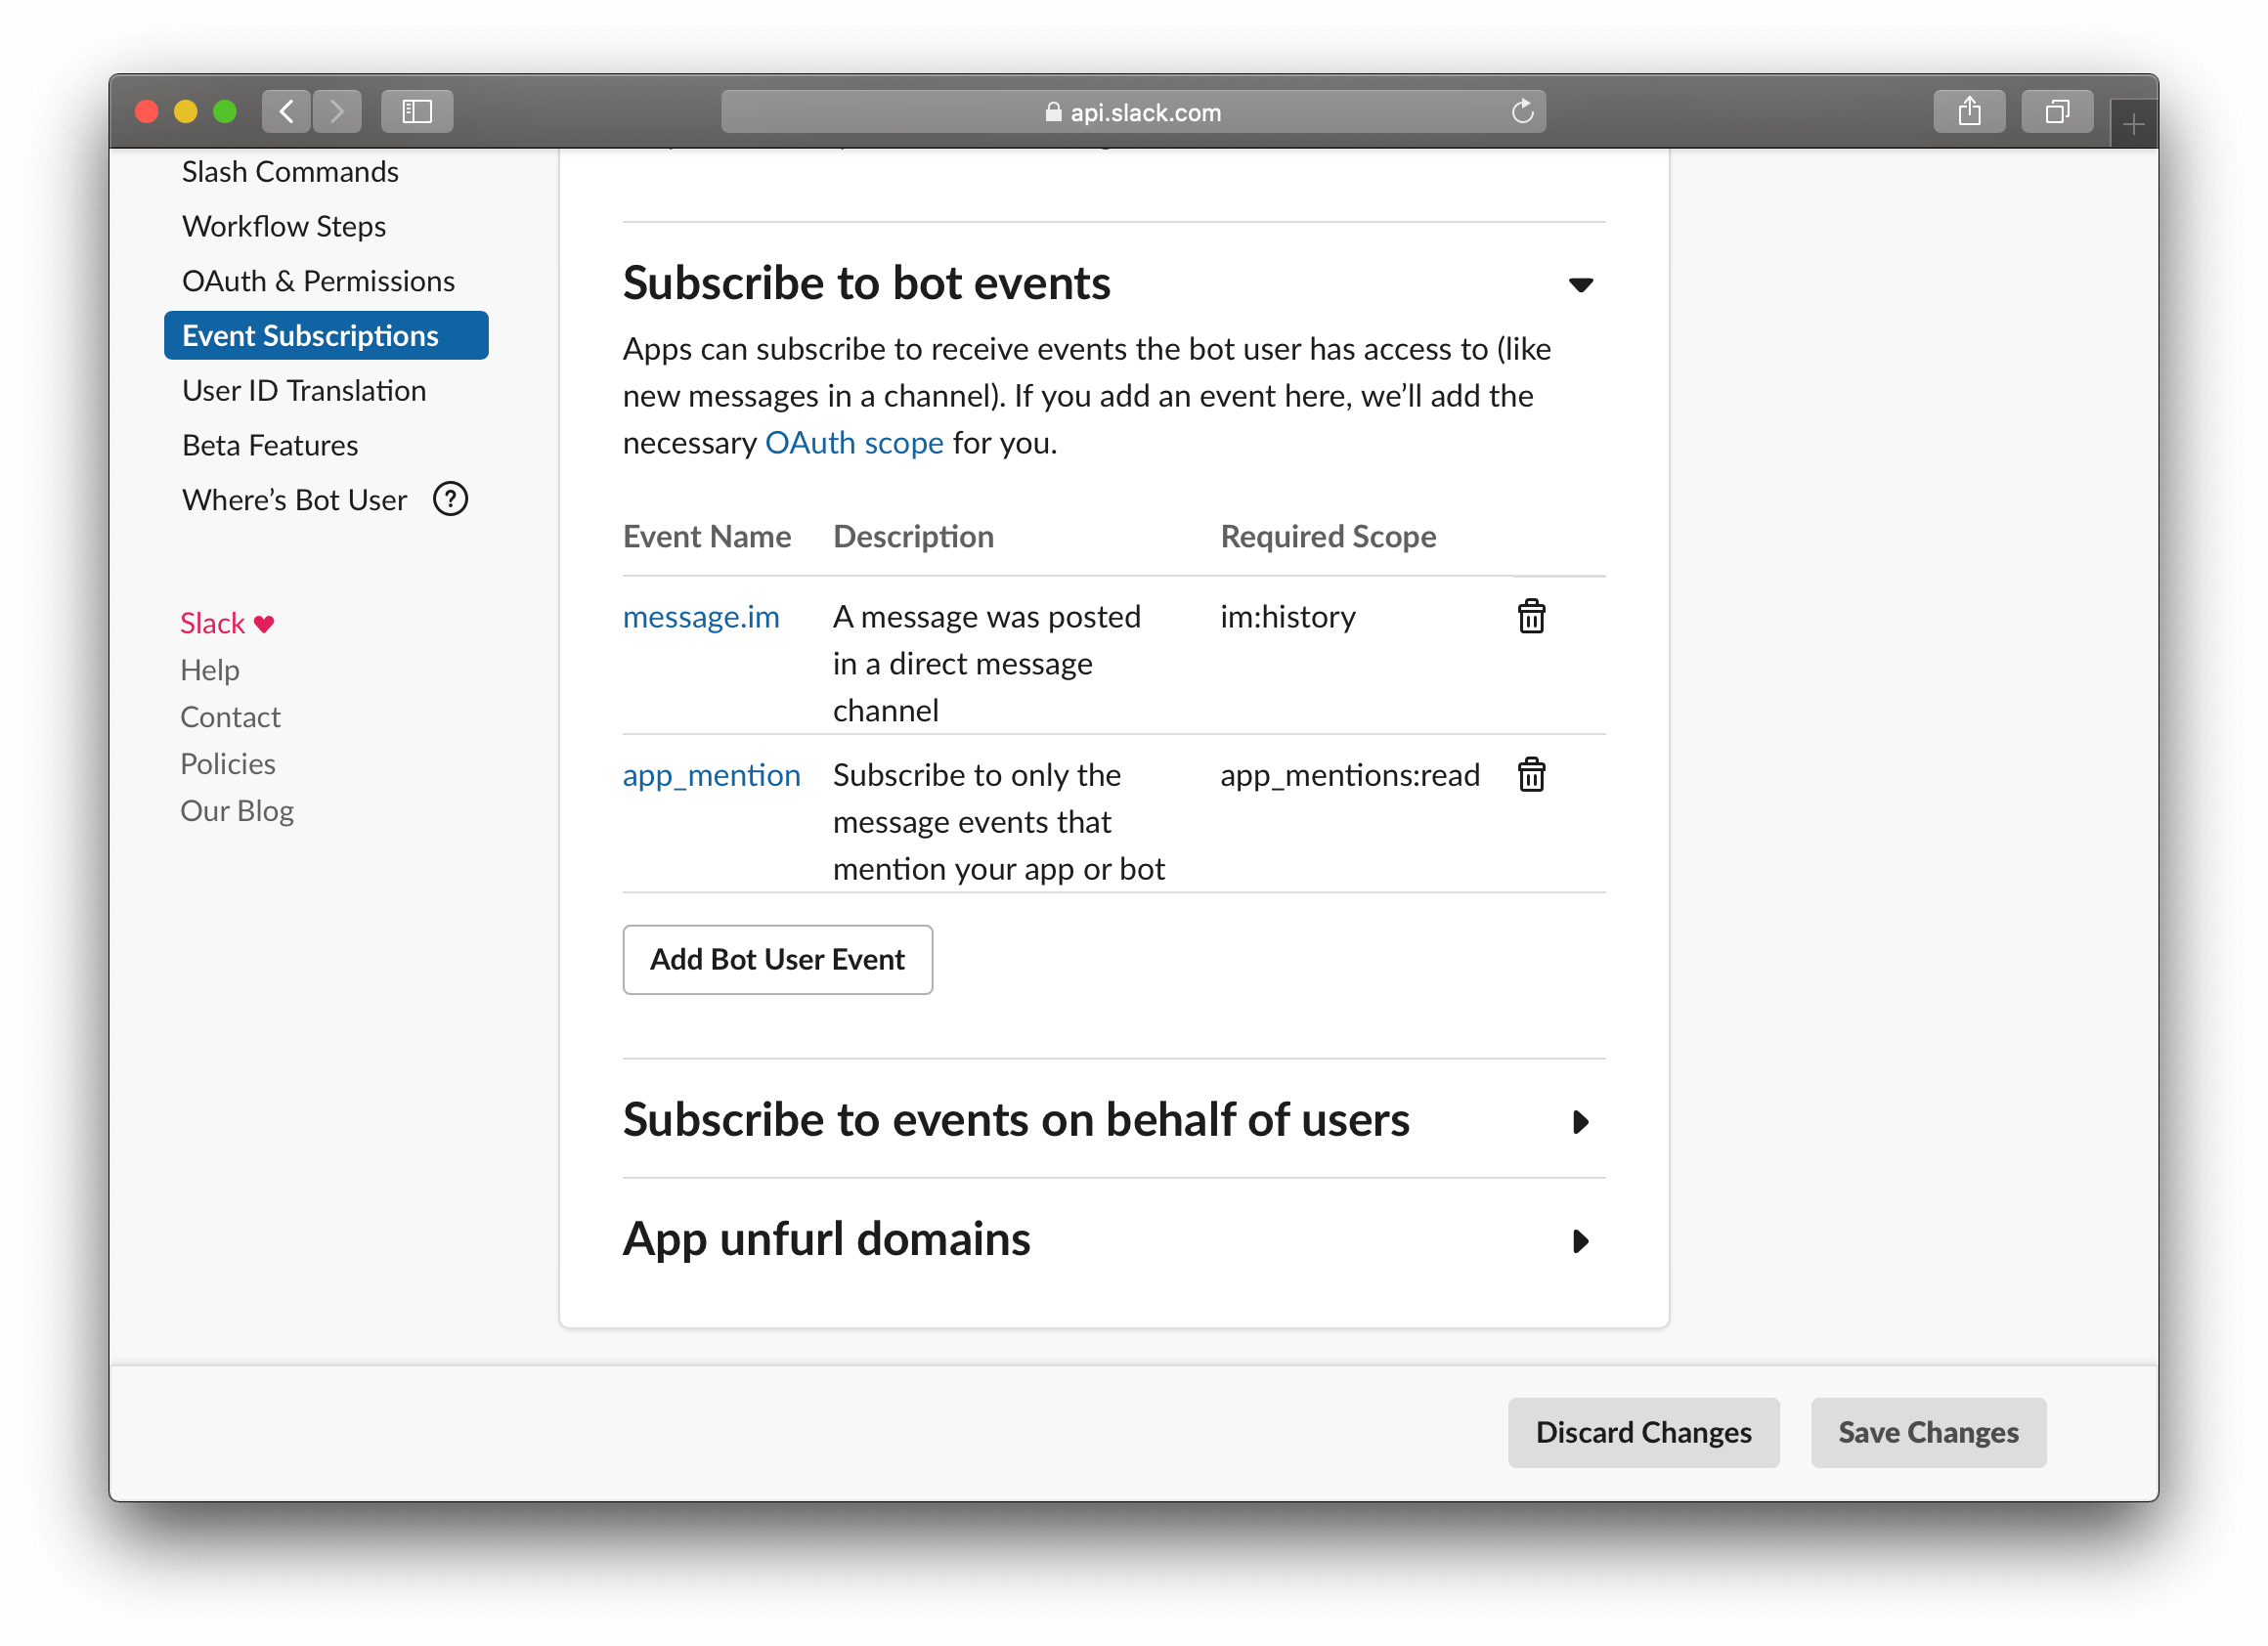 api.slack.com
Slash Commands
Workflow Steps
OAuth & Permissions
Event Subscriptions
User ID Translation
Beta Features
Where’s Bot User ?
Slack ♥
Help
Contact
Policies
Our Blog
Subscribe to bot events
Apps can subscribe to receive events the bot user has access to (like
new messages in a channel). If you add an event here, we’ll add the
necessary OAuth scope for you.
Event Name Description Required Scope
message.im A message was posted im:history
in a direct message
channel
app_mention Subscribe to only the app_mentions:read
message events that
mention your app or bot
Add Bot User Event
Subscribe to events on behalf of users
App unfurl domains
Discard Changes Save Changes